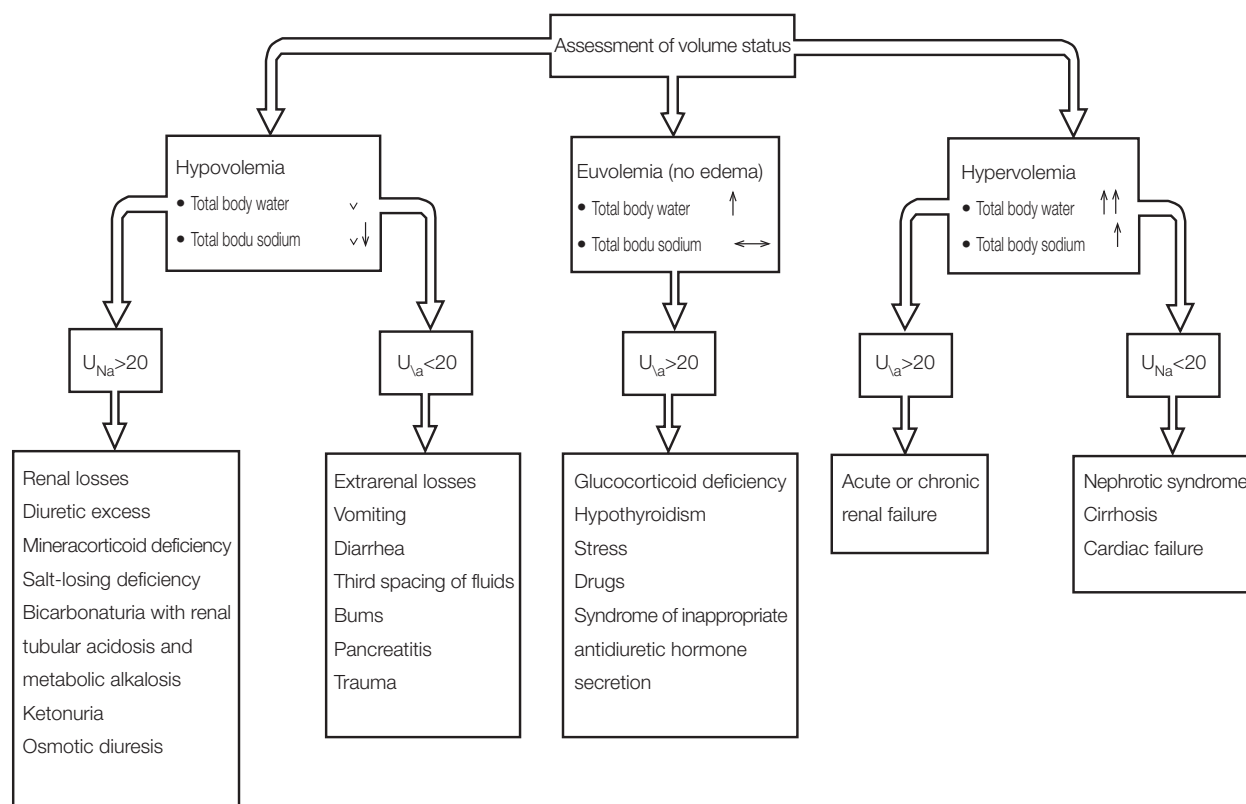 Assessment of volume status
Hypovolemia
• Total body water ˅
• Total bodu sodium ˅↓
Euvolemia (no edema)
• Total body water ↑
• Total bodu sodium ↔
Hypervolemia
• Total body water ↑↑
• Total body sodium ↑
U_Na>20
U_\a<20
U_\a>20
U_\a>20
U_Na<20
Renal losses
Diuretic excess
Mineracorticoid deficiency
Salt-losing deficiency
Bicarbonaturia with renal
tubular acidosis and
metabolic alkalosis
Ketonuria
Osmotic diuresis
Extrarenal losses
Vomiting
Diarrhea
Third spacing of fluids
Bums
Pancreatitis
Trauma
Glucocorticoid deficiency
Hypothyroidism
Stress
Drugs
Syndrome of inappropriate
antidiuretic hormone
secretion
Acute or chronic
renal failure
Nephrotic syndrome
Cirrhosis
Cardiac failure